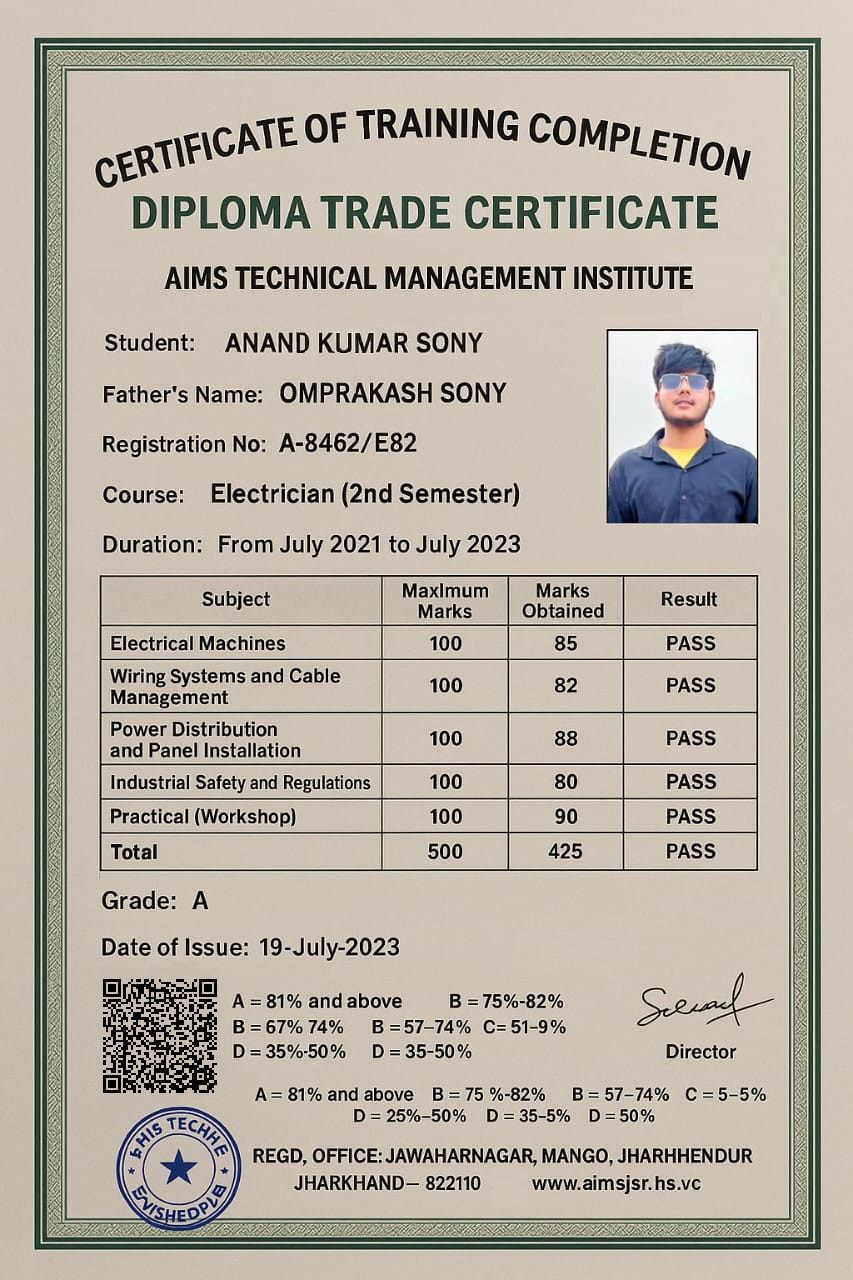 CERTIFICATE OF TRAINING COMPLETION
DIPLOMA TRADE CERTIFICATE
AIMS TECHNICAL MANAGEMENT INSTITUTE
Student: ANAND KUMAR SONY
Father's Name: OMPRAKASH SONY
Registration No: A-8462/E82
Course: Electrician (2nd Semester)
Duration: From July 2021 to July 2023
Subject MaxImum Marks Marks Obtained Result
Electrical Machines 100 85 PASS
Wiring Systems and Cable Management 100 82 PASS
Power Distribution and Panel Installation 100 88 PASS
Industrial Safety and Regulations 100 80 PASS
Practical (Workshop) 100 90 PASS
Total 500 425 PASS
Grade: A
Date of Issue: 19-July-2023
A = 81% and above B = 75%-82%
B = 67% 74% B = 57–74% C= 51–9%
D = 35%-50% D = 35-50%
Director
A = 81% and above B = 75 %-82% B = 57–74% C = 5–5%
D = 25%–50% D = 35-5% D = 50%
REGD, OFFICE: JAWAHARNAGAR, MANGO, JHARHHENDUR
JHARKHAND— 822110 www.aimsjsr.hs.vc